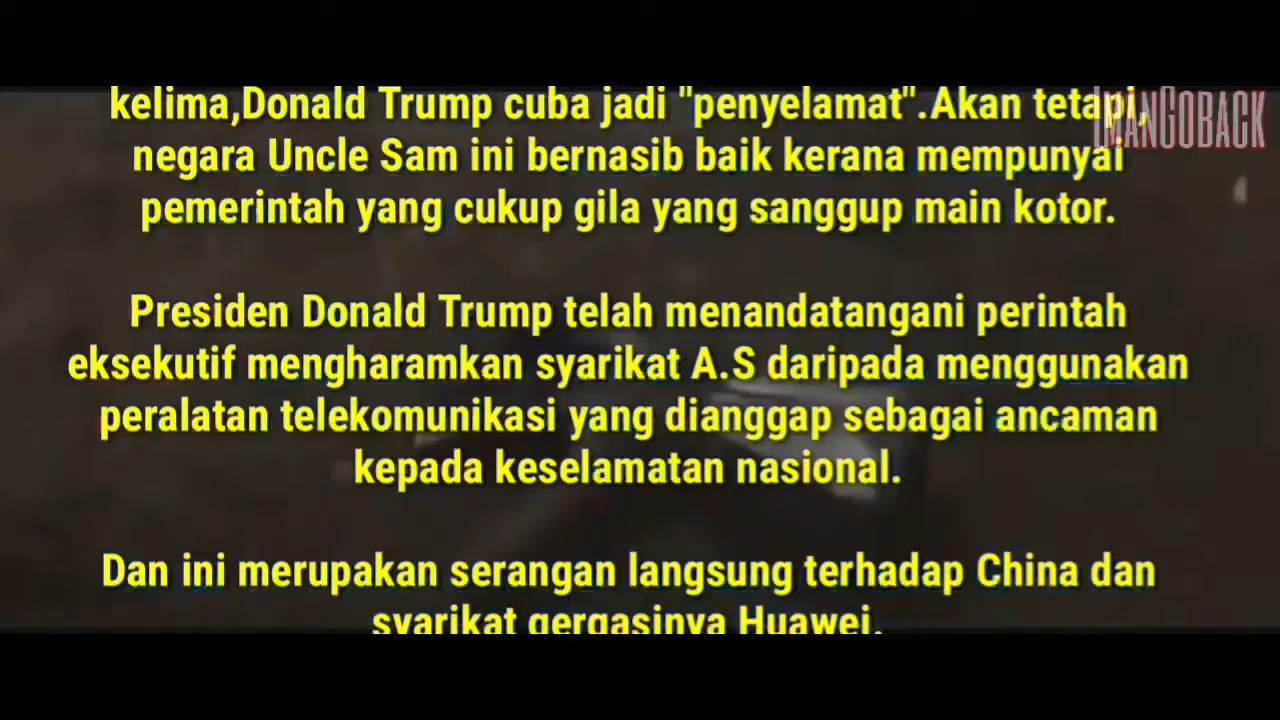 kelima,Donald Trump cuba jadi "penyelamat".Akan tetapi,
IMANGOBACK
negara Uncle Sam ini bernasib baik kerana mempunyai
pemerintah yang cukup gila yang sanggup main kotor.
Presiden Donald Trump telah menandatangani perintah
eksekutif mengharamkan syarikat A.S daripada menggunakan
peralatan telekomunikasi yang dianggap sebagai ancaman
kepada keselamatan nasional.
Dan ini merupakan serangan langsung terhadap China dan
syarikat gergasinya Huawei.